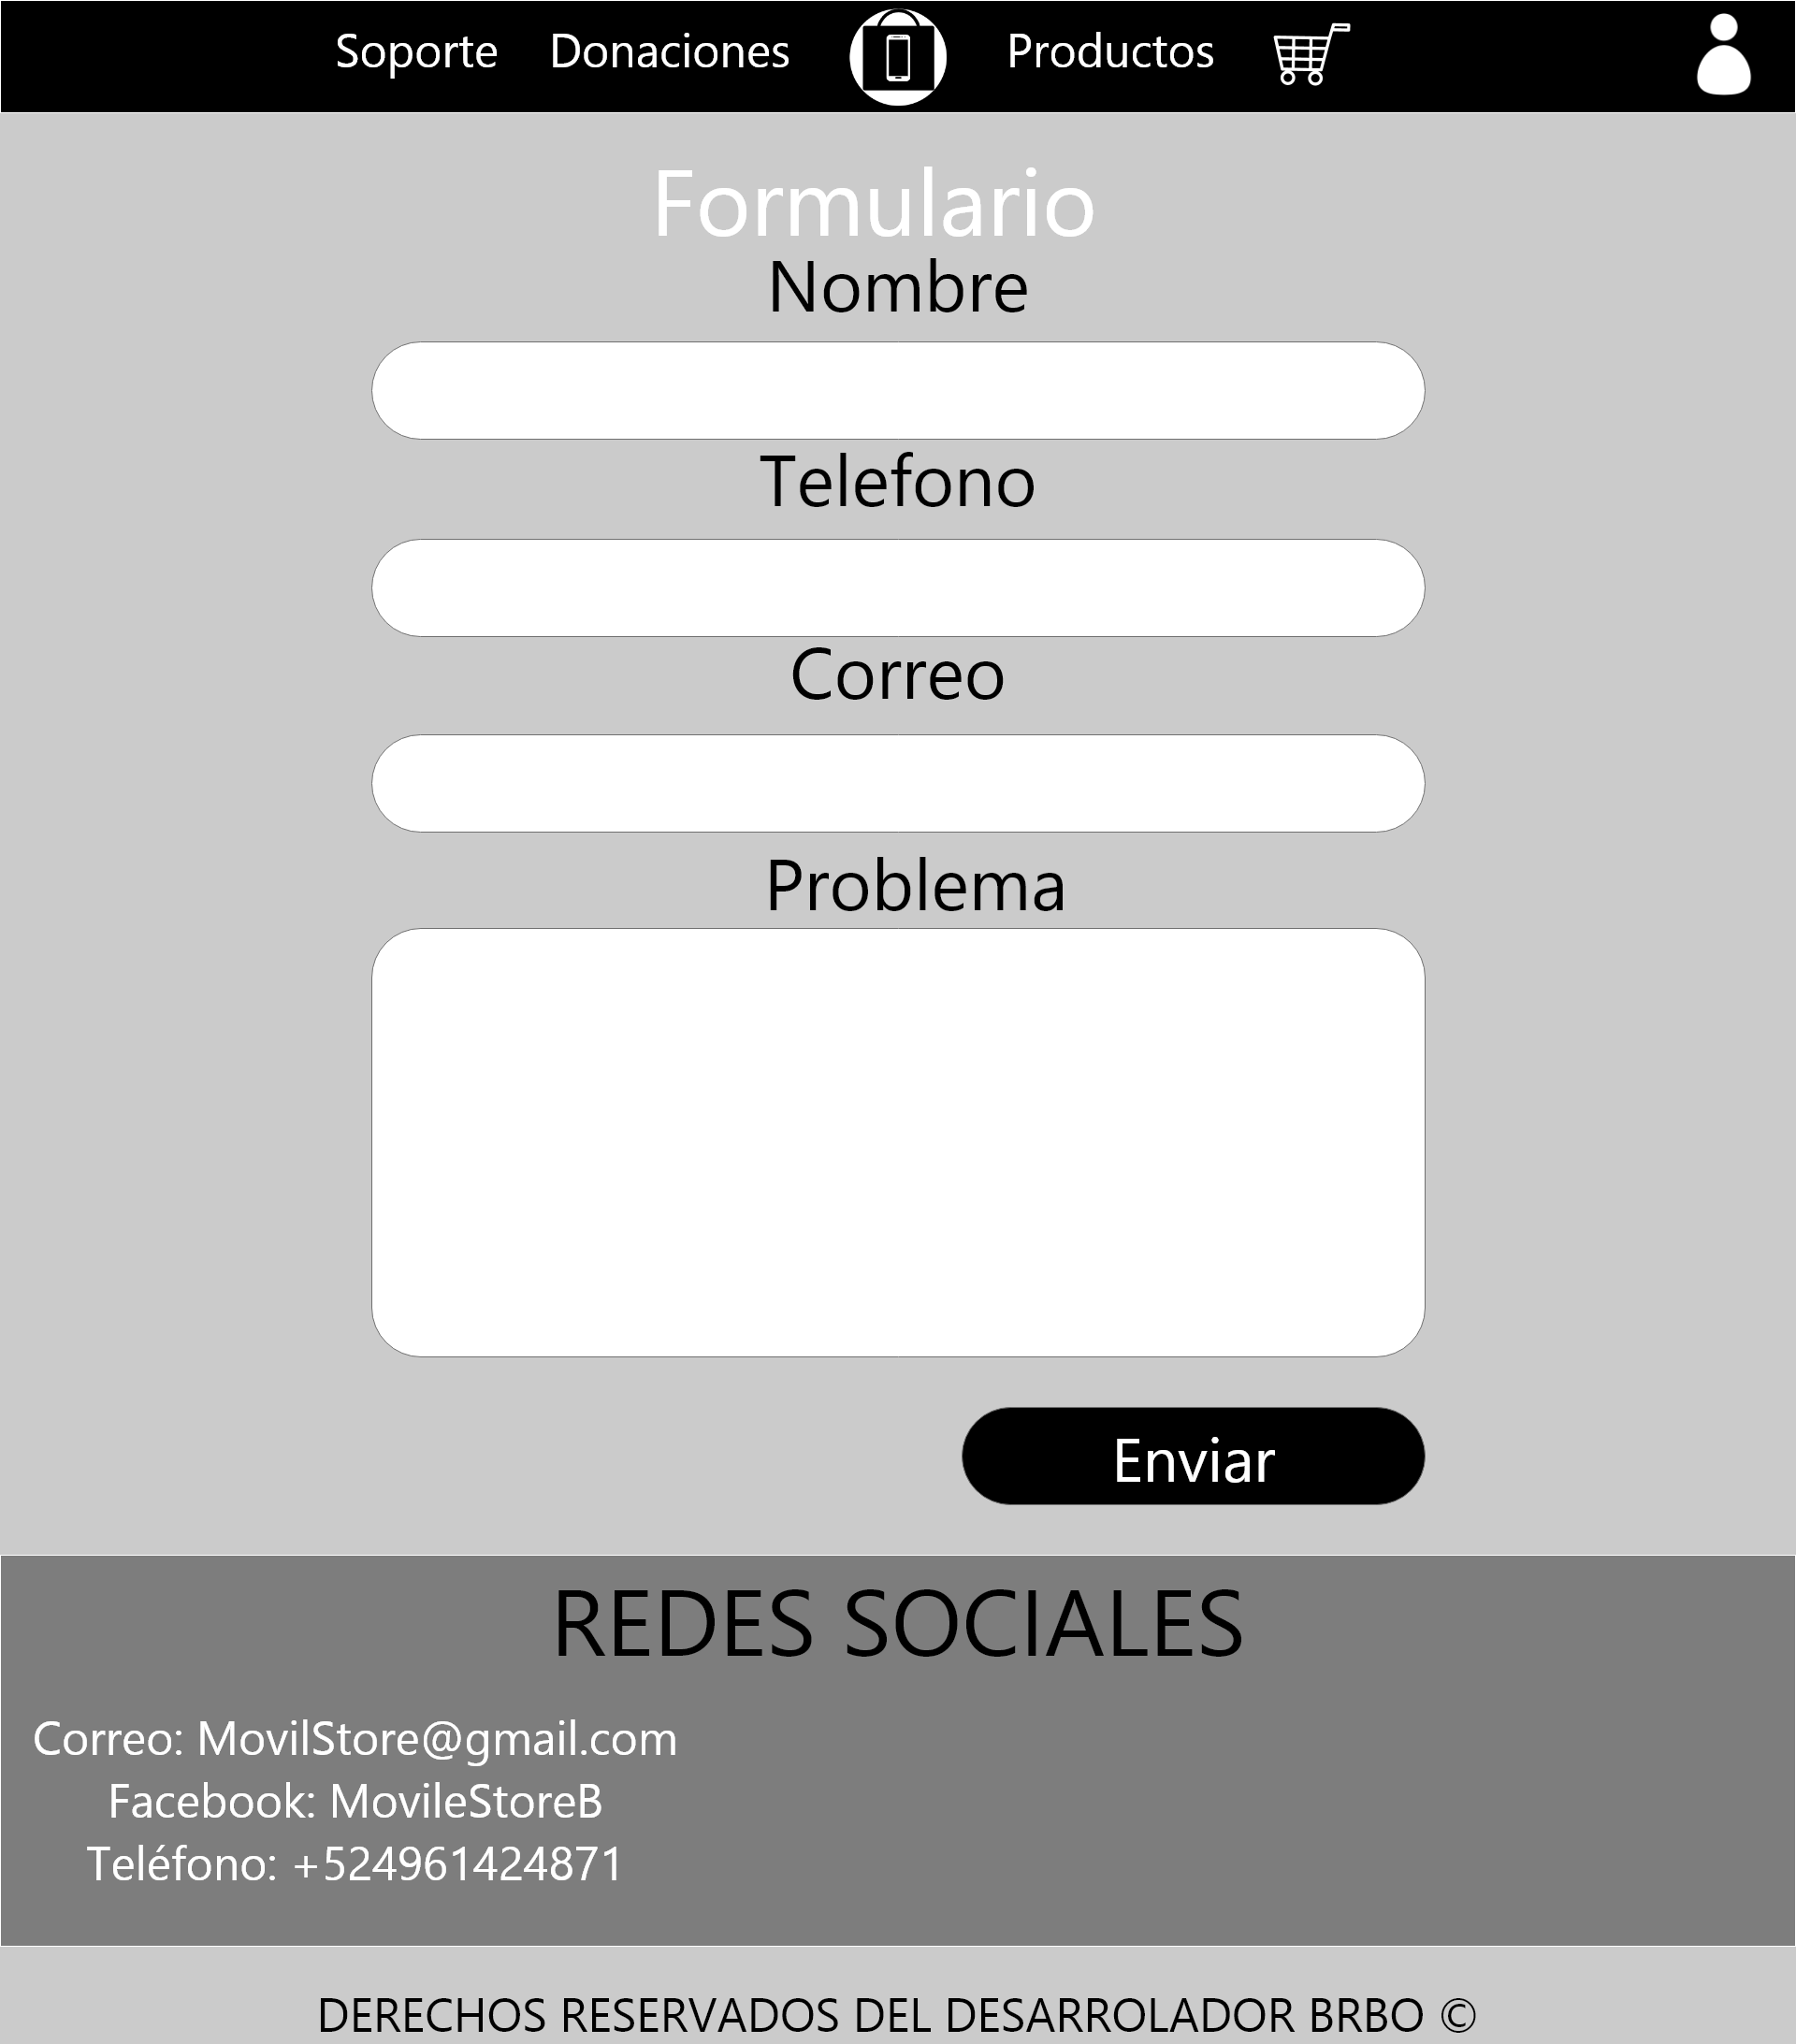 Soporte Donaciones Productos
Formulario
Nombre
Telefono
Correo
Problema
Enviar
REDES SOCIALES
Correo: MovilStore@gmail.com
Facebook: MovileStoreB
Teléfono: +524961424871
DERECHOS RESERVADOS DEL DESARROLADOR BRBO ©